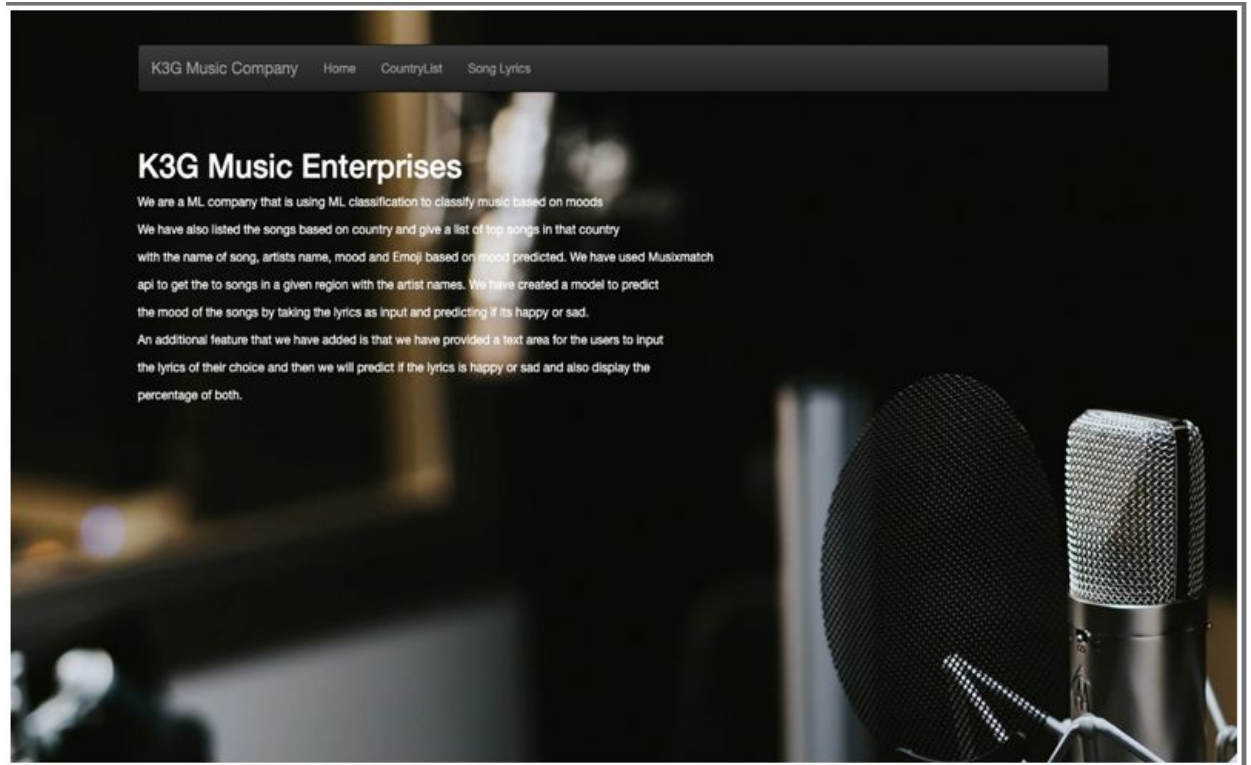 K3G Music Company Home CountryList Song Lyrics
K3G Music Enterprises
We are a ML company that is using ML classification to classify music based on moods
We have also listed the songs based on country and give a list of top songs in that country
with the name of song, artists name, mood and Emoji based on mood predicted. We have used Musixmatch
api to get the to songs in a given region with the artist names. We have created a model to predict
the mood of the songs by taking the lyrics as input and predicting if its happy or sad.
An additional feature that we have added is that we have provided a text area for the users to input
the lyrics of their choice and then we will predict if the lyrics is happy or sad and also display the
percentage of both.